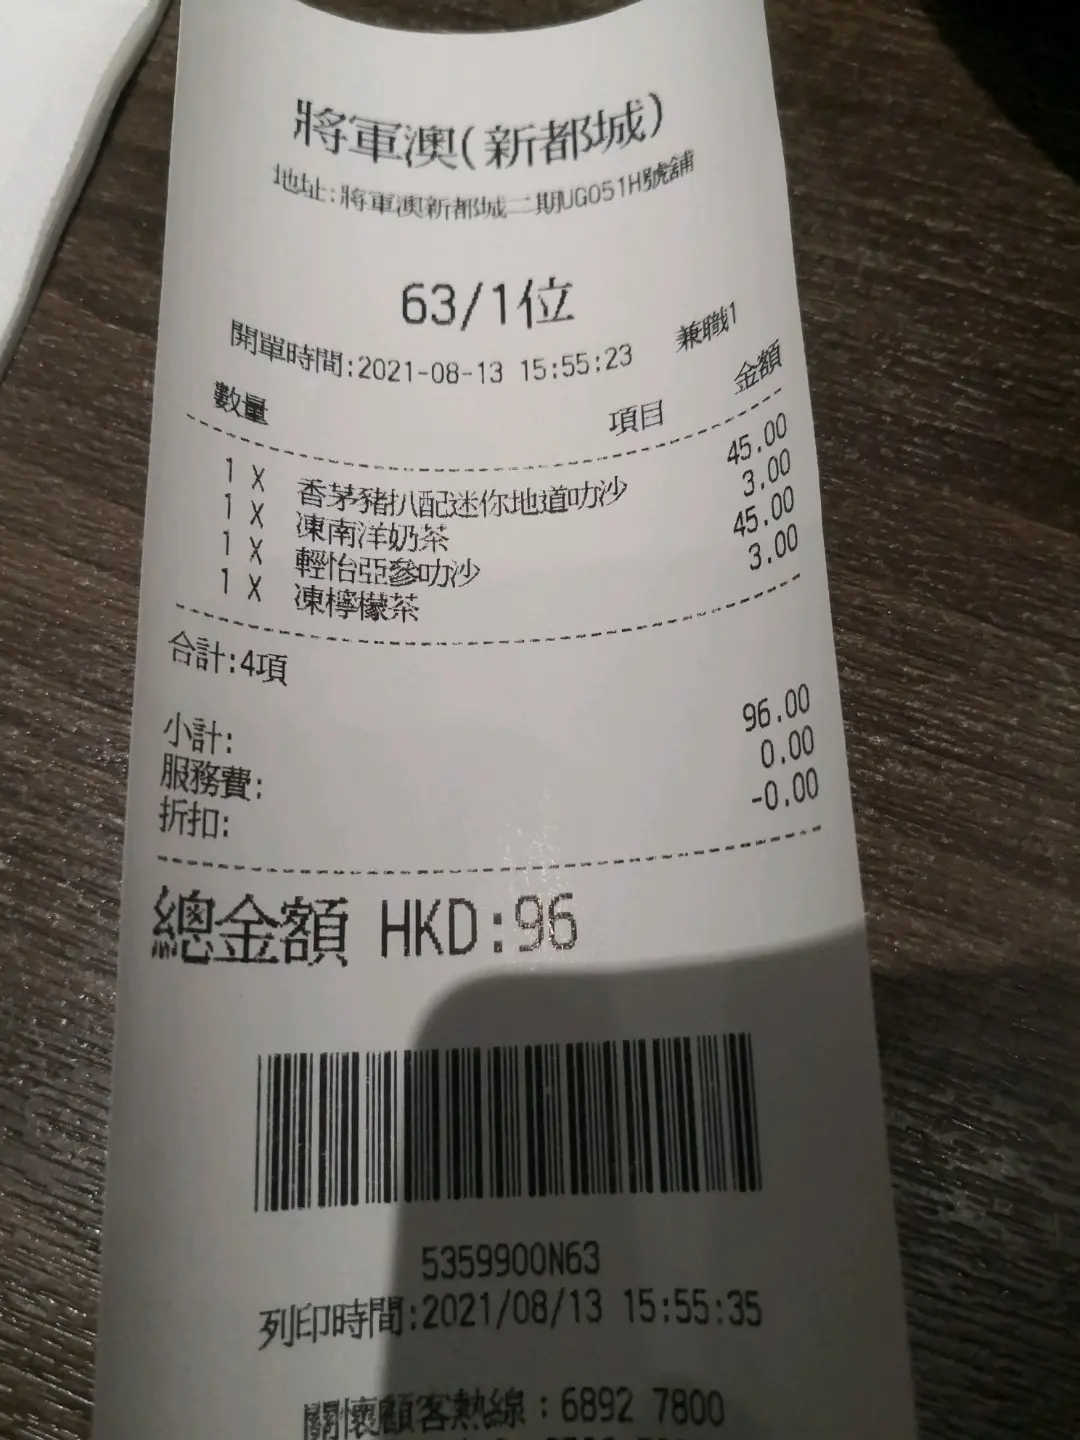 將軍澳(新都城)
地址:將軍澳新都城二期UG051H號舖
63/1位
開單時間:2021-08-13 15:55:23 兼職1
數量 項目 金額
1 X 香茅豬扒配迷你地道叻沙 45.00
1 X 凍南洋奶茶 3.00
1 X 輕怡亞參叻沙 45.00
1 X 凍檸檬茶 3.00
合計:4項
小計: 96.00
服務費: 0.00
折扣: -0.00
總金額 HKD:96
5359900N63
列印時間:2021/08/13 15:55:35
關懷顧客熱線:6892 7800